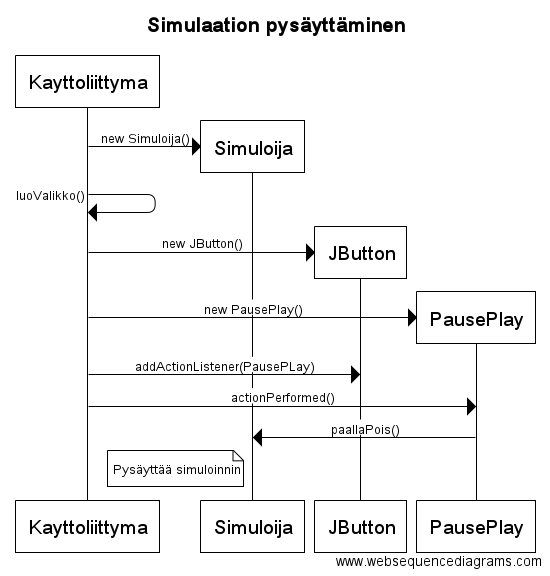 Simulaation pysäyttäminen
Kayttoliittyma
new Simuloija()
Simuloija
luoValikko()
new JButton()
JButton
new PausePlay()
PausePlay
addActionListener(PausePLay)
actionPerformed()
paallaPois()
Pysäyttää simuloinnin
Kayttoliittyma
Simuloija
JButton
PausePlay
www.websequencediagrams.com